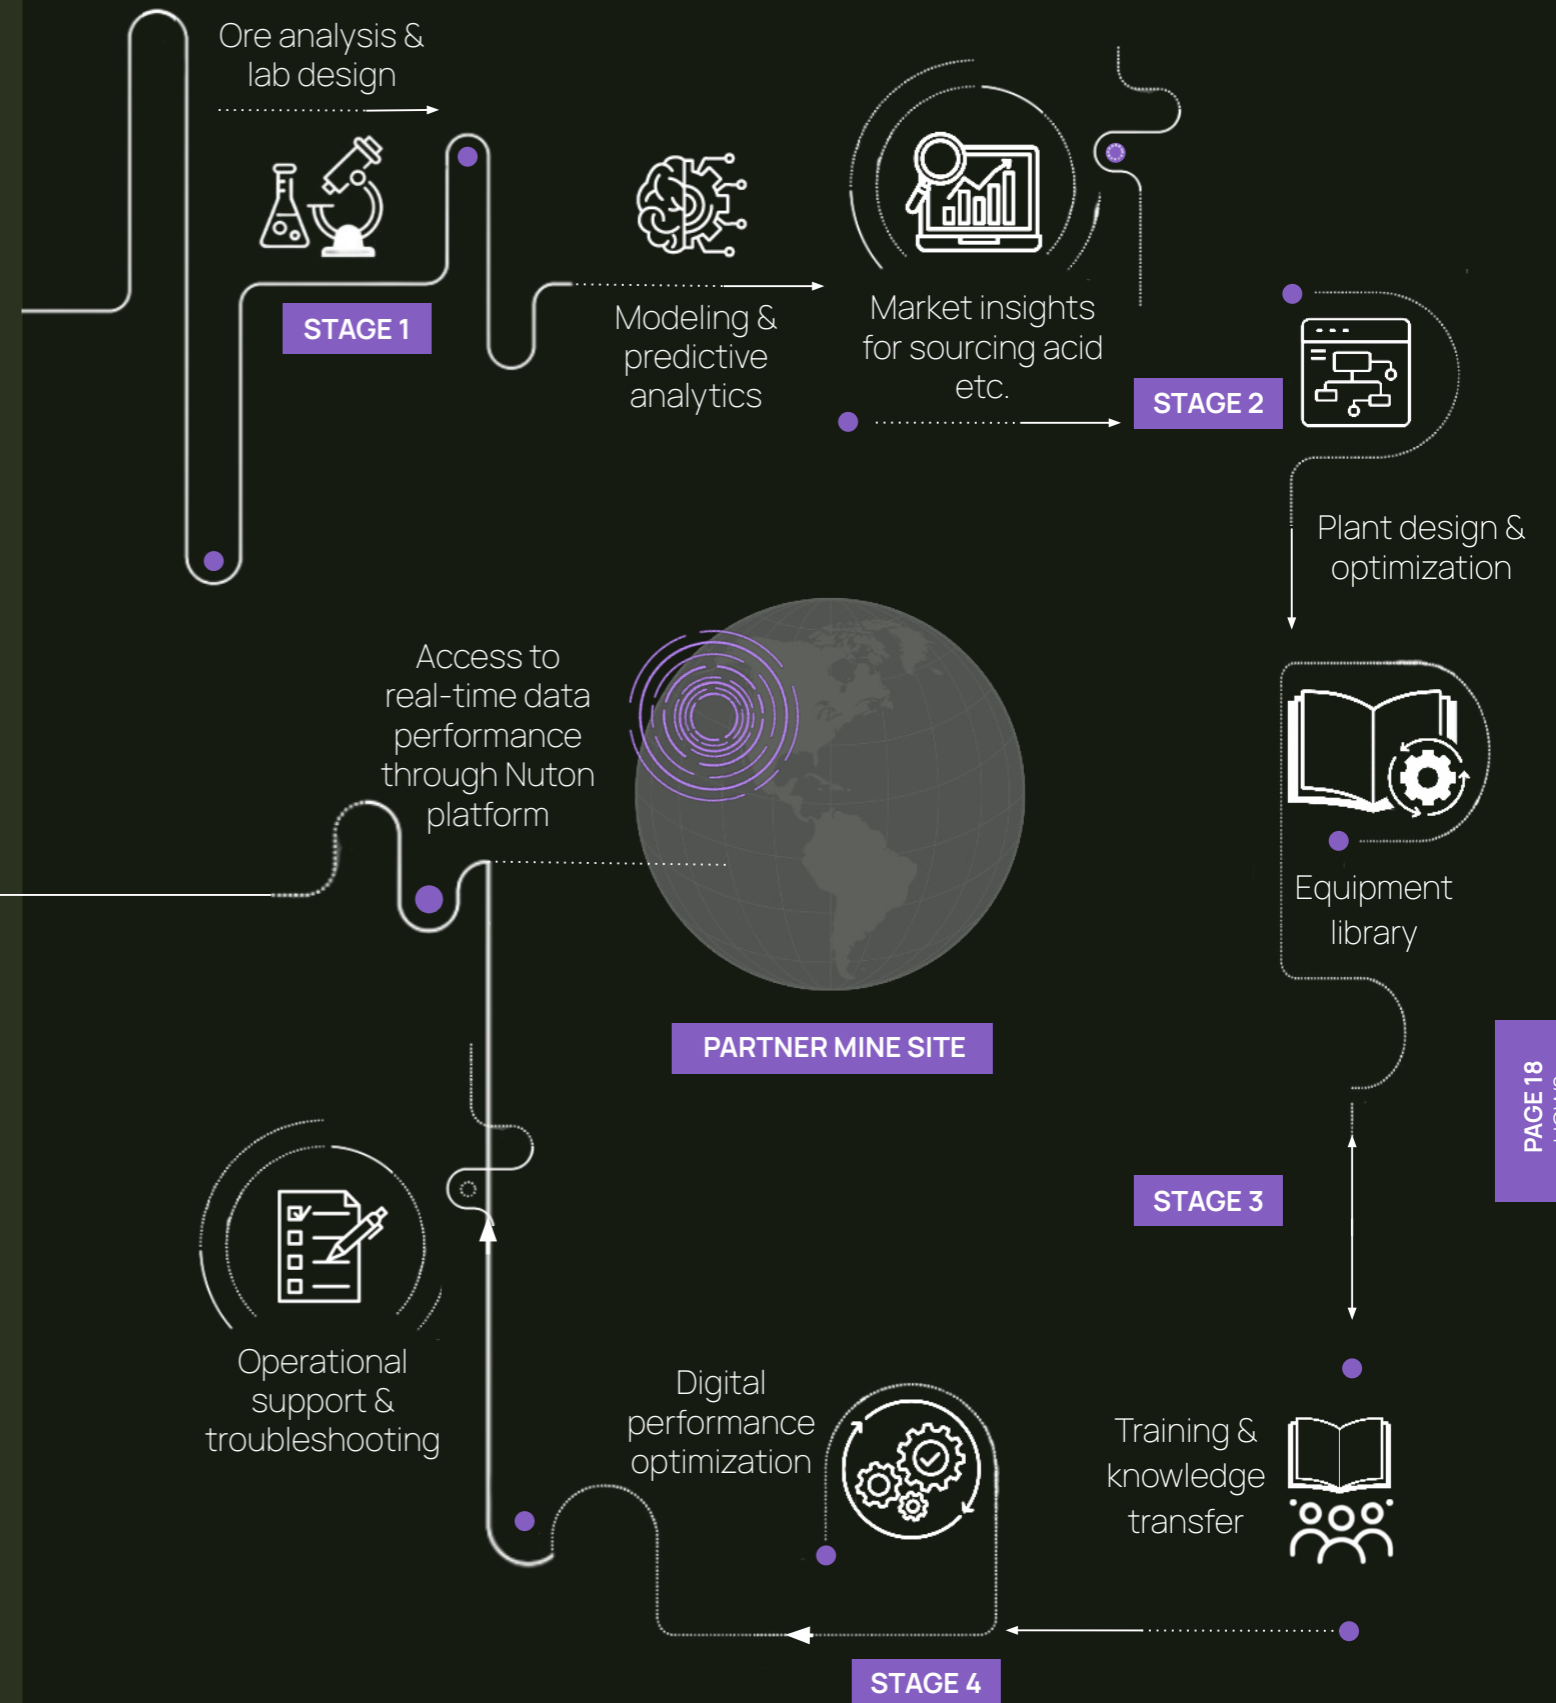 Ore analysis &
lab design
STAGE 1
Modeling &
predictive
analytics
Market insights
for sourcing acid
etc.
STAGE 2
Plant design &
optimization
Access to
real-time data
performance
through Nuton
platform
Equipment
library
PARTNER MINE SITE
PAGE 18
STAGE 3
Operational
support &
troubleshooting
Digital
performance
optimization
Training &
knowledge
transfer
STAGE 4